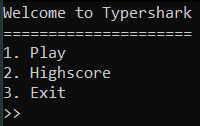 Welcome to Typershark
=====================
1. Play
2. Highscore
3. Exit
>>